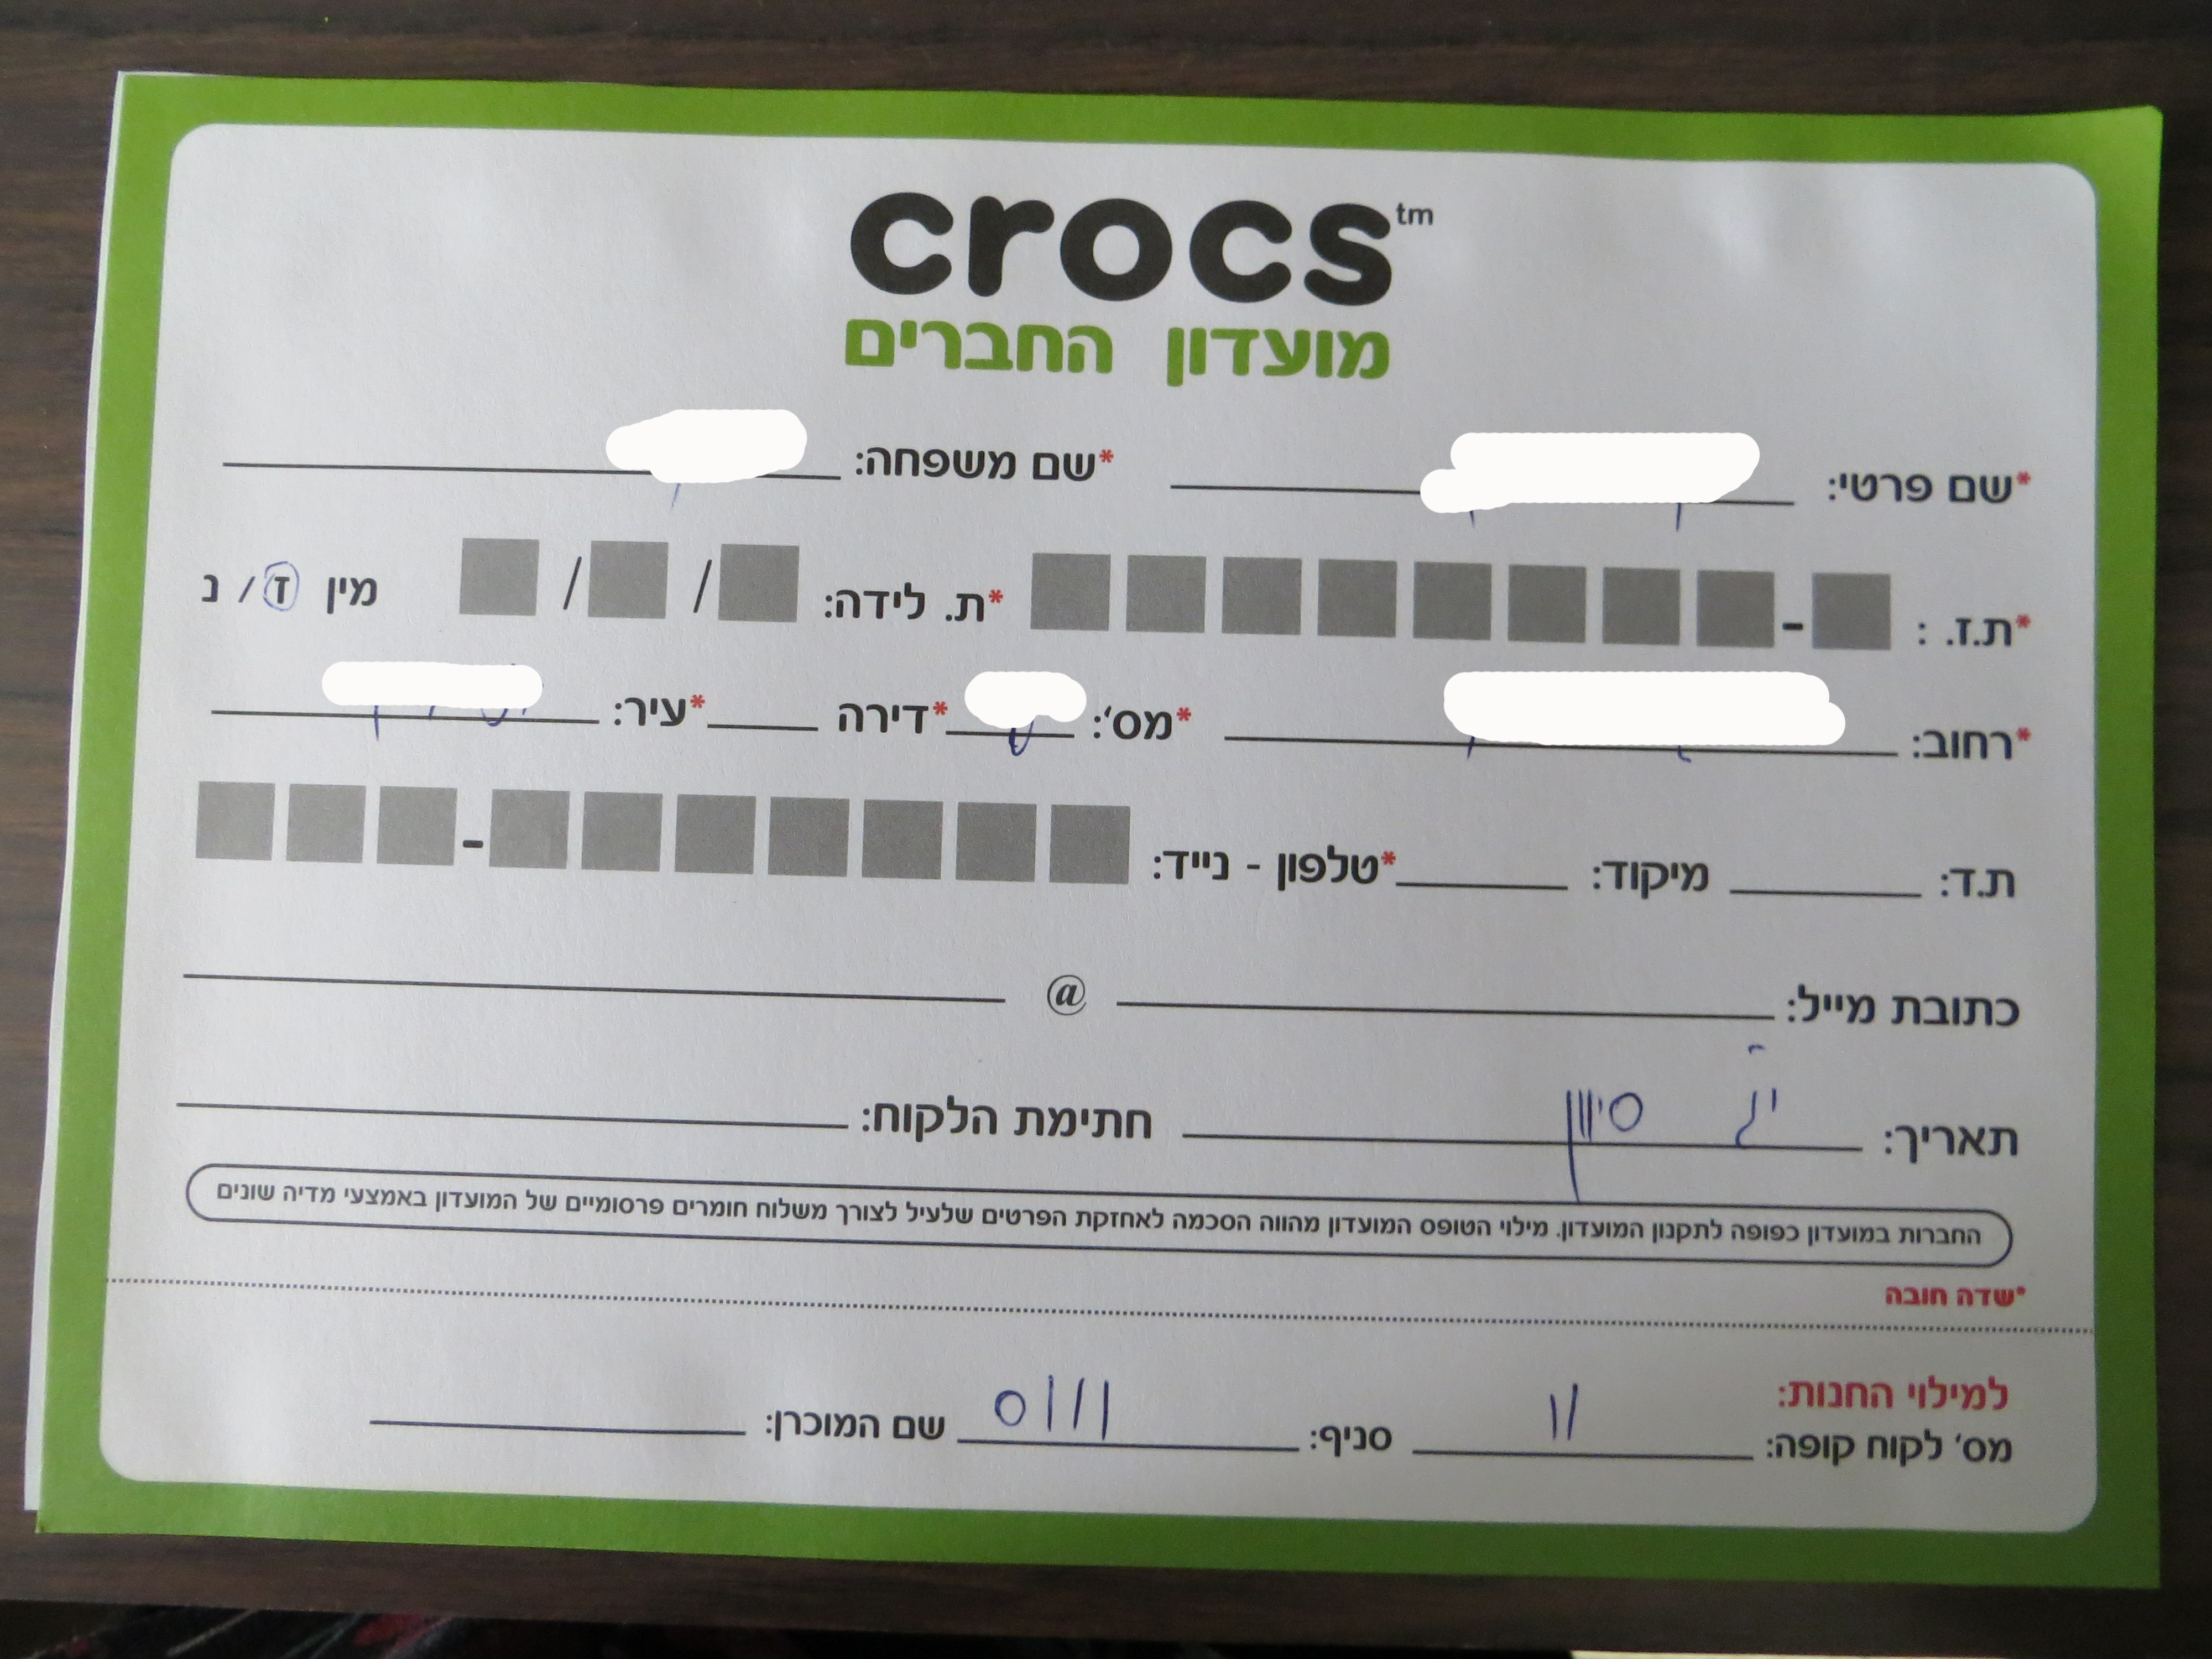 crocs™
מועדון החברים
*שם פרטי: *שם משפחה:
*ת.ז. : - *ת. לידה: / / מין ז / נ
*רחוב: *מס': *דירה *עיר:
ת.ד: מיקוד: *טלפון - נייד: -
כתובת מייל: @
תאריך: סיוון חתימת הלקוח:
החברות במועדון כפופה לתקנון המועדון. מילוי הטופס המועדון מהווה הסכמה לאחזקת הפרטים שלעיל לצורך משלוח חומרים פרסומיים של המועדון באמצעי מדיה שונים
*שדה חובה
למילוי החנות:
מס' לקוח קופה: סניף: שם המוכרן: